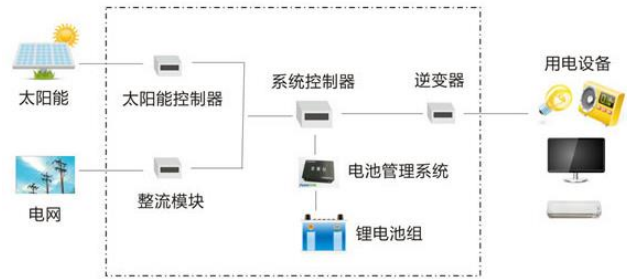 太阳能
太阳能控制器
系统控制器
逆变器
用电设备
电网
整流模块
电池管理系统
锂电池组